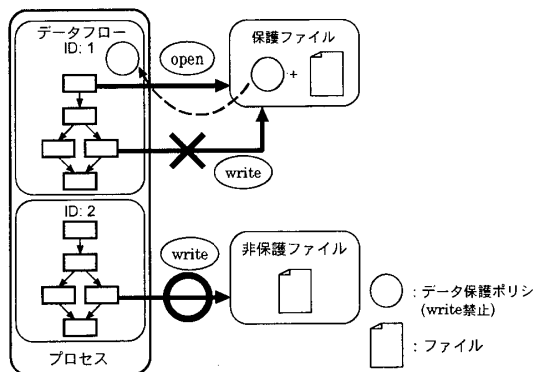 データフロー
ID: 1
open
保護ファイル
+
write
ID: 2
write
非保護ファイル
プロセス
: データ保護ポリシ
(write禁止)
: ファイル